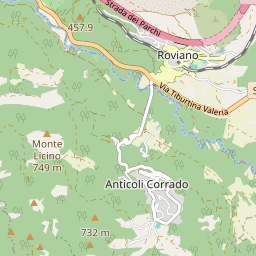 457.9
Strada dei Parchi
Roviano
Via Tiburtina Valeria
S
Monte
Licino
749 m
Anticoli Corrado
732 m